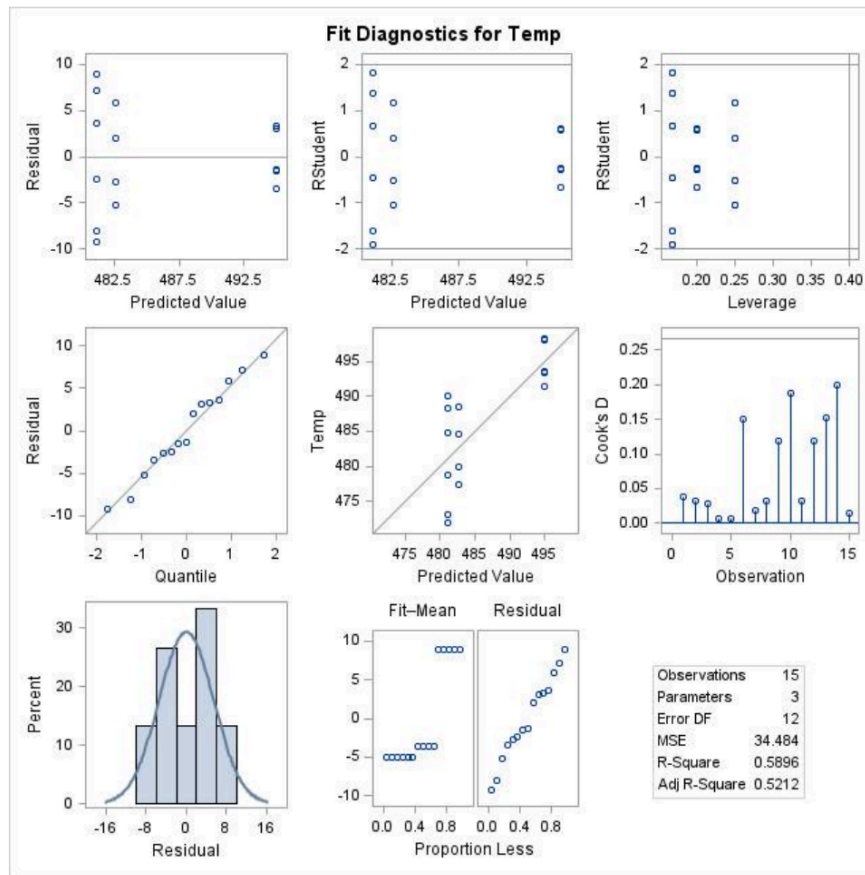 Fit Diagnostics for Temp
10
5
0
-5
-10
Residual
482.5 487.5 492.5
Predicted Value
2
1
0
-1
-2
RStudent
482.5 487.5 492.5
Predicted Value
2
1
0
-1
-2
RStudent
0.20 0.25 0.30 0.35 0.40
Leverage
10
5
0
-5
-10
Residual
-2 -1 0 1 2
Quantile
495
490
485
480
475
Temp
475 480 485 490 495
Predicted Value
0.25
0.20
0.15
0.10
0.05
0.00
Cook's D
0 5 10 15
Observation
30
20
10
0
Percent
-16 -8 0 8 16
Residual
Fit–Mean Residual
10
5
0
-5
-10
0.0 0.4 0.8 0.0 0.4 0.8
Proportion Less
Observations 15
Parameters 3
Error DF 12
MSE 34.484
R-Square 0.5896
Adj R-Square 0.5212